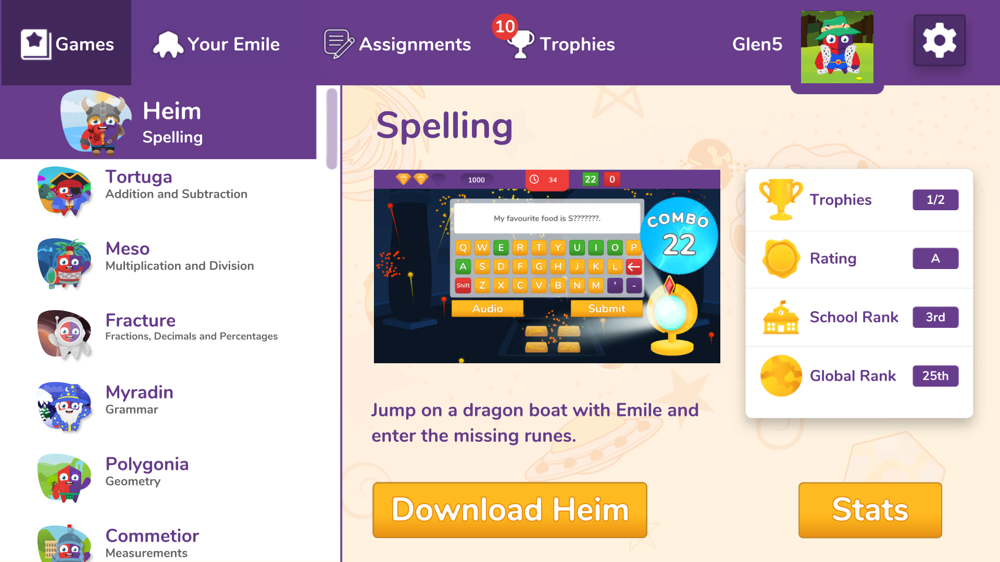 Games
Your Emile
Assignments
10
Trophies
Glen5
Heim
Spelling
Tortuga
Addition and Subtraction
Meso
Multiplication and Division
Fracture
Fractions, Decimals and Percentages
Myradin
Grammar
Polygonia
Geometry
Commetior
Measurements
Spelling
1000
34
22
0
My favourite food is S???????.
COMBO
22
Q W E R T Y U I O P
A S D F G H J K L
Shift Z X C V B N M ' -
Audio
Submit
Trophies 1/2
Rating A
School Rank 3rd
Global Rank 25th
Jump on a dragon boat with Emile and
enter the missing runes.
Download Heim
Stats